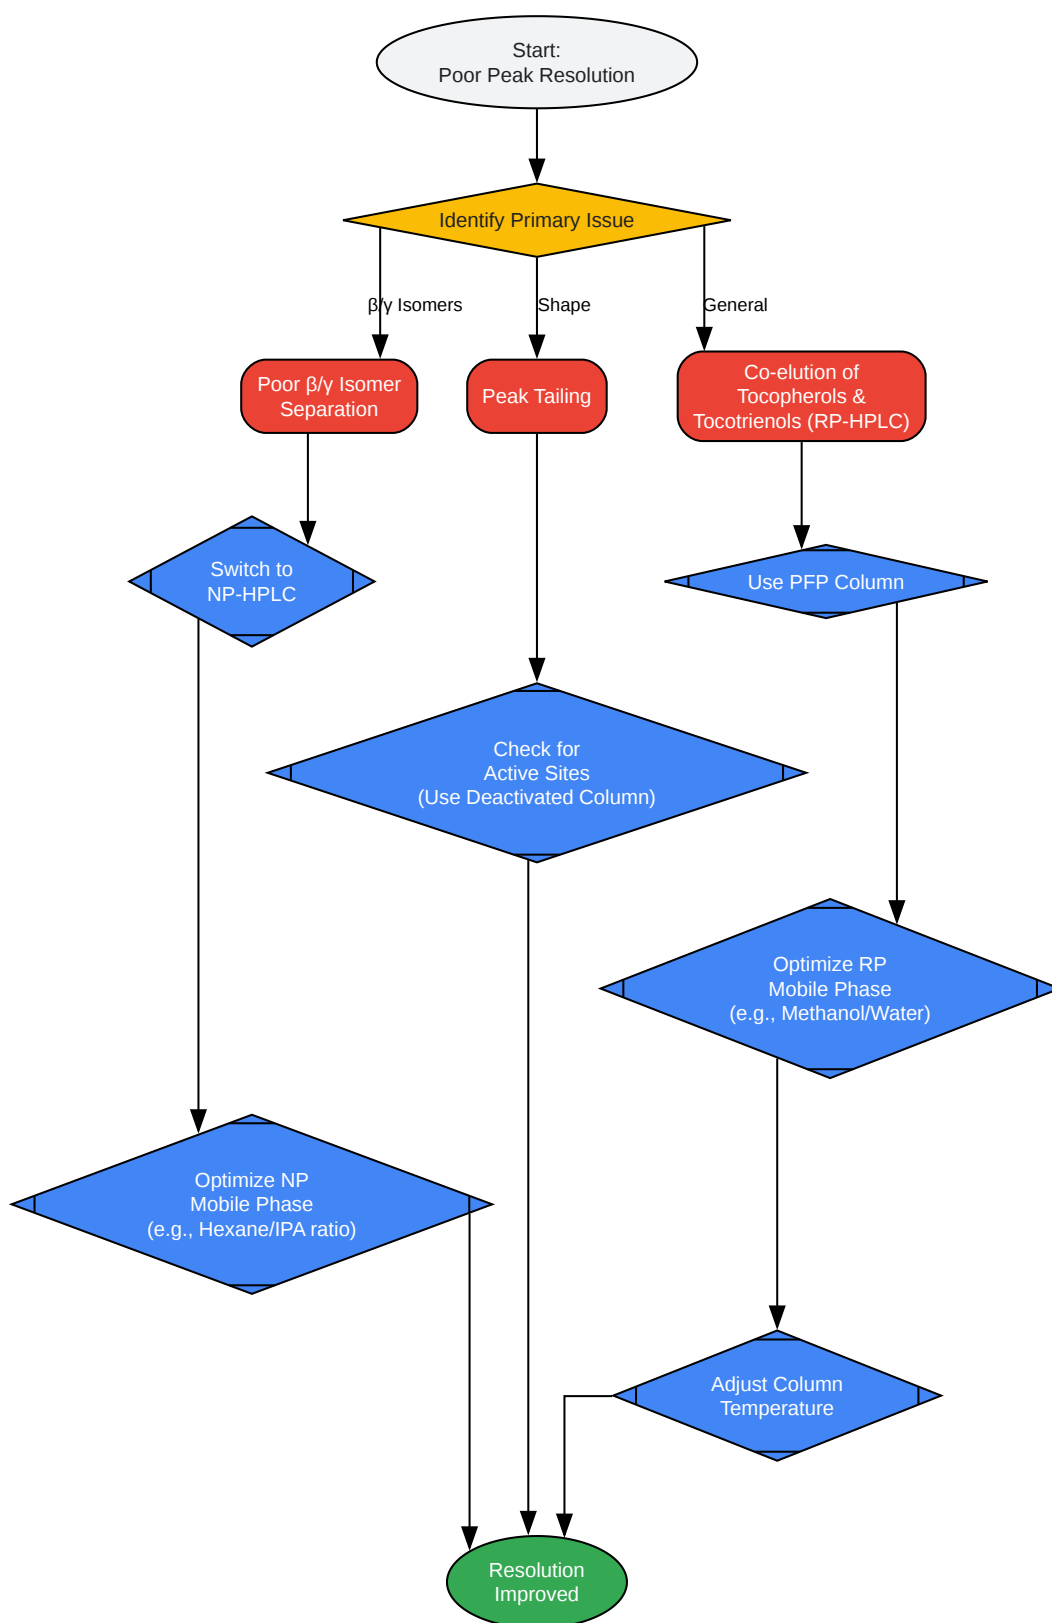 Start:
Poor Peak Resolution
Identify Primary Issue
β/γ Isomers
Shape
General
Poor β/γ Isomer
Separation
Peak Tailing
Co-elution of
Tocopherols &
Tocotrienols (RP-HPLC)
Switch to
NP-HPLC
Use PFP Column
Check for
Active Sites
(Use Deactivated Column)
Optimize RP
Mobile Phase
(e.g., Methanol/Water)
Optimize NP
Mobile Phase
(e.g., Hexane/IPA ratio)
Adjust Column
Temperature
Resolution
Improved